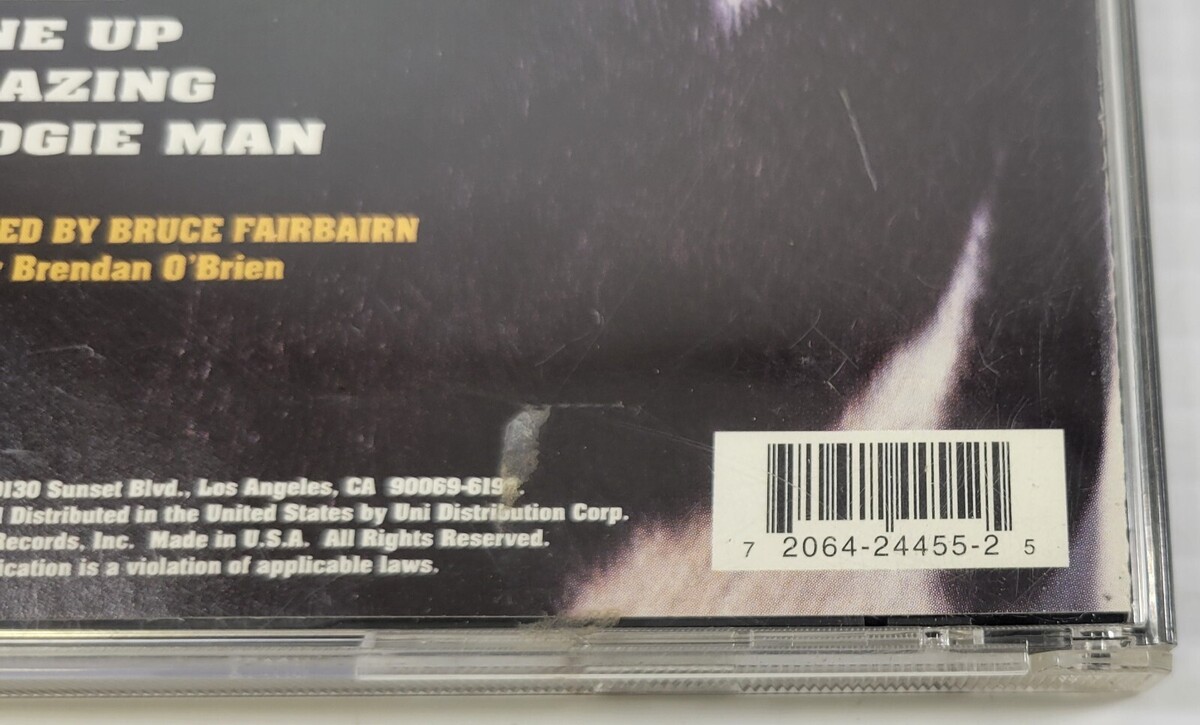 NE UP
AZING
OGIE MAN
ED BY BRUCE FAIRBAIRN
Brendan O'Brien
9130 Sunset Blvd., Los Angeles, CA 90069-619
Distributed in the United States by Uni Distribution Corp.
Records, Inc. Made in U.S.A. All Rights Reserved.
ication is a violation of applicable laws.
7 2064-24455-2 5